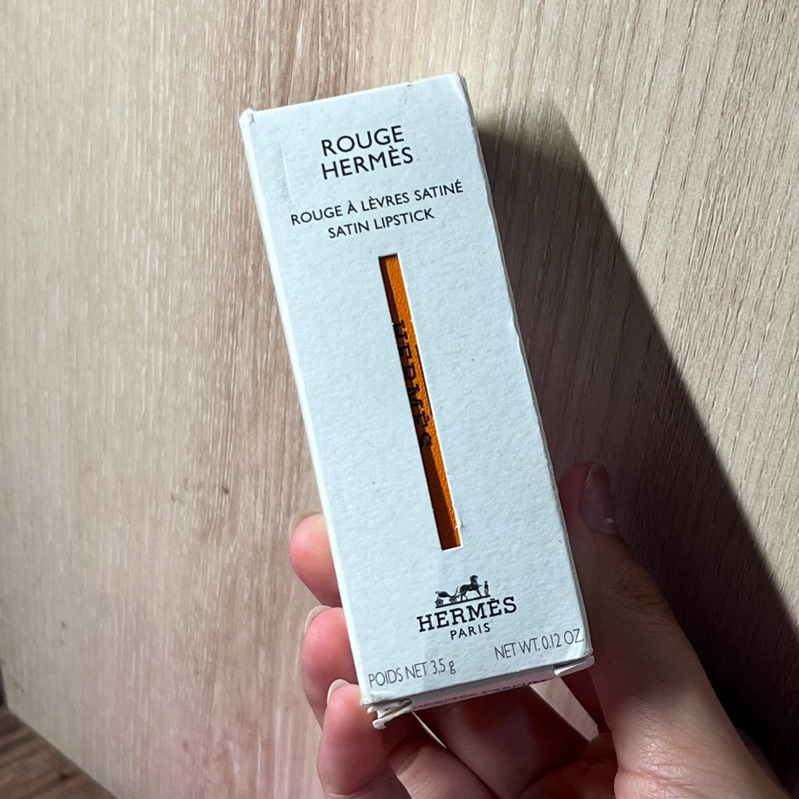 ROUGE
HERMÈS
ROUGE À LÈVRES SATINÉ
SATIN LIPSTICK
HERMÈS
HERMÈS
PARIS
POIDS NET 3,5 g
NET WT. 0.12 OZ.